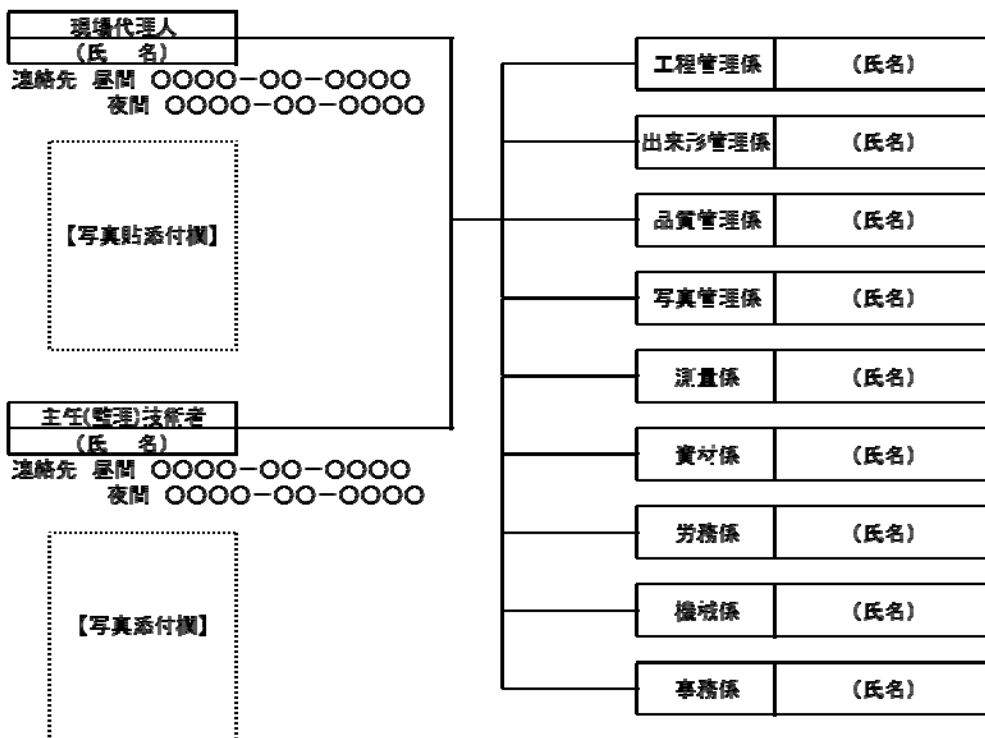 現場代理人
(氏 名)
連絡先 昼間 〇〇〇〇-〇〇-〇〇〇〇
夜間 〇〇〇〇-〇〇-〇〇〇〇
【写真貼添付欄】
主任(監理)技術者
(氏 名)
連絡先 昼間 〇〇〇〇-〇〇-〇〇〇〇
夜間 〇〇〇〇-〇〇-〇〇〇〇
【写真添付欄】
工程管理係 (氏名)
出来形管理係 (氏名)
品質管理係 (氏名)
写真管理係 (氏名)
測量係 (氏名)
資材係 (氏名)
労務係 (氏名)
機械係 (氏名)
事務係 (氏名)